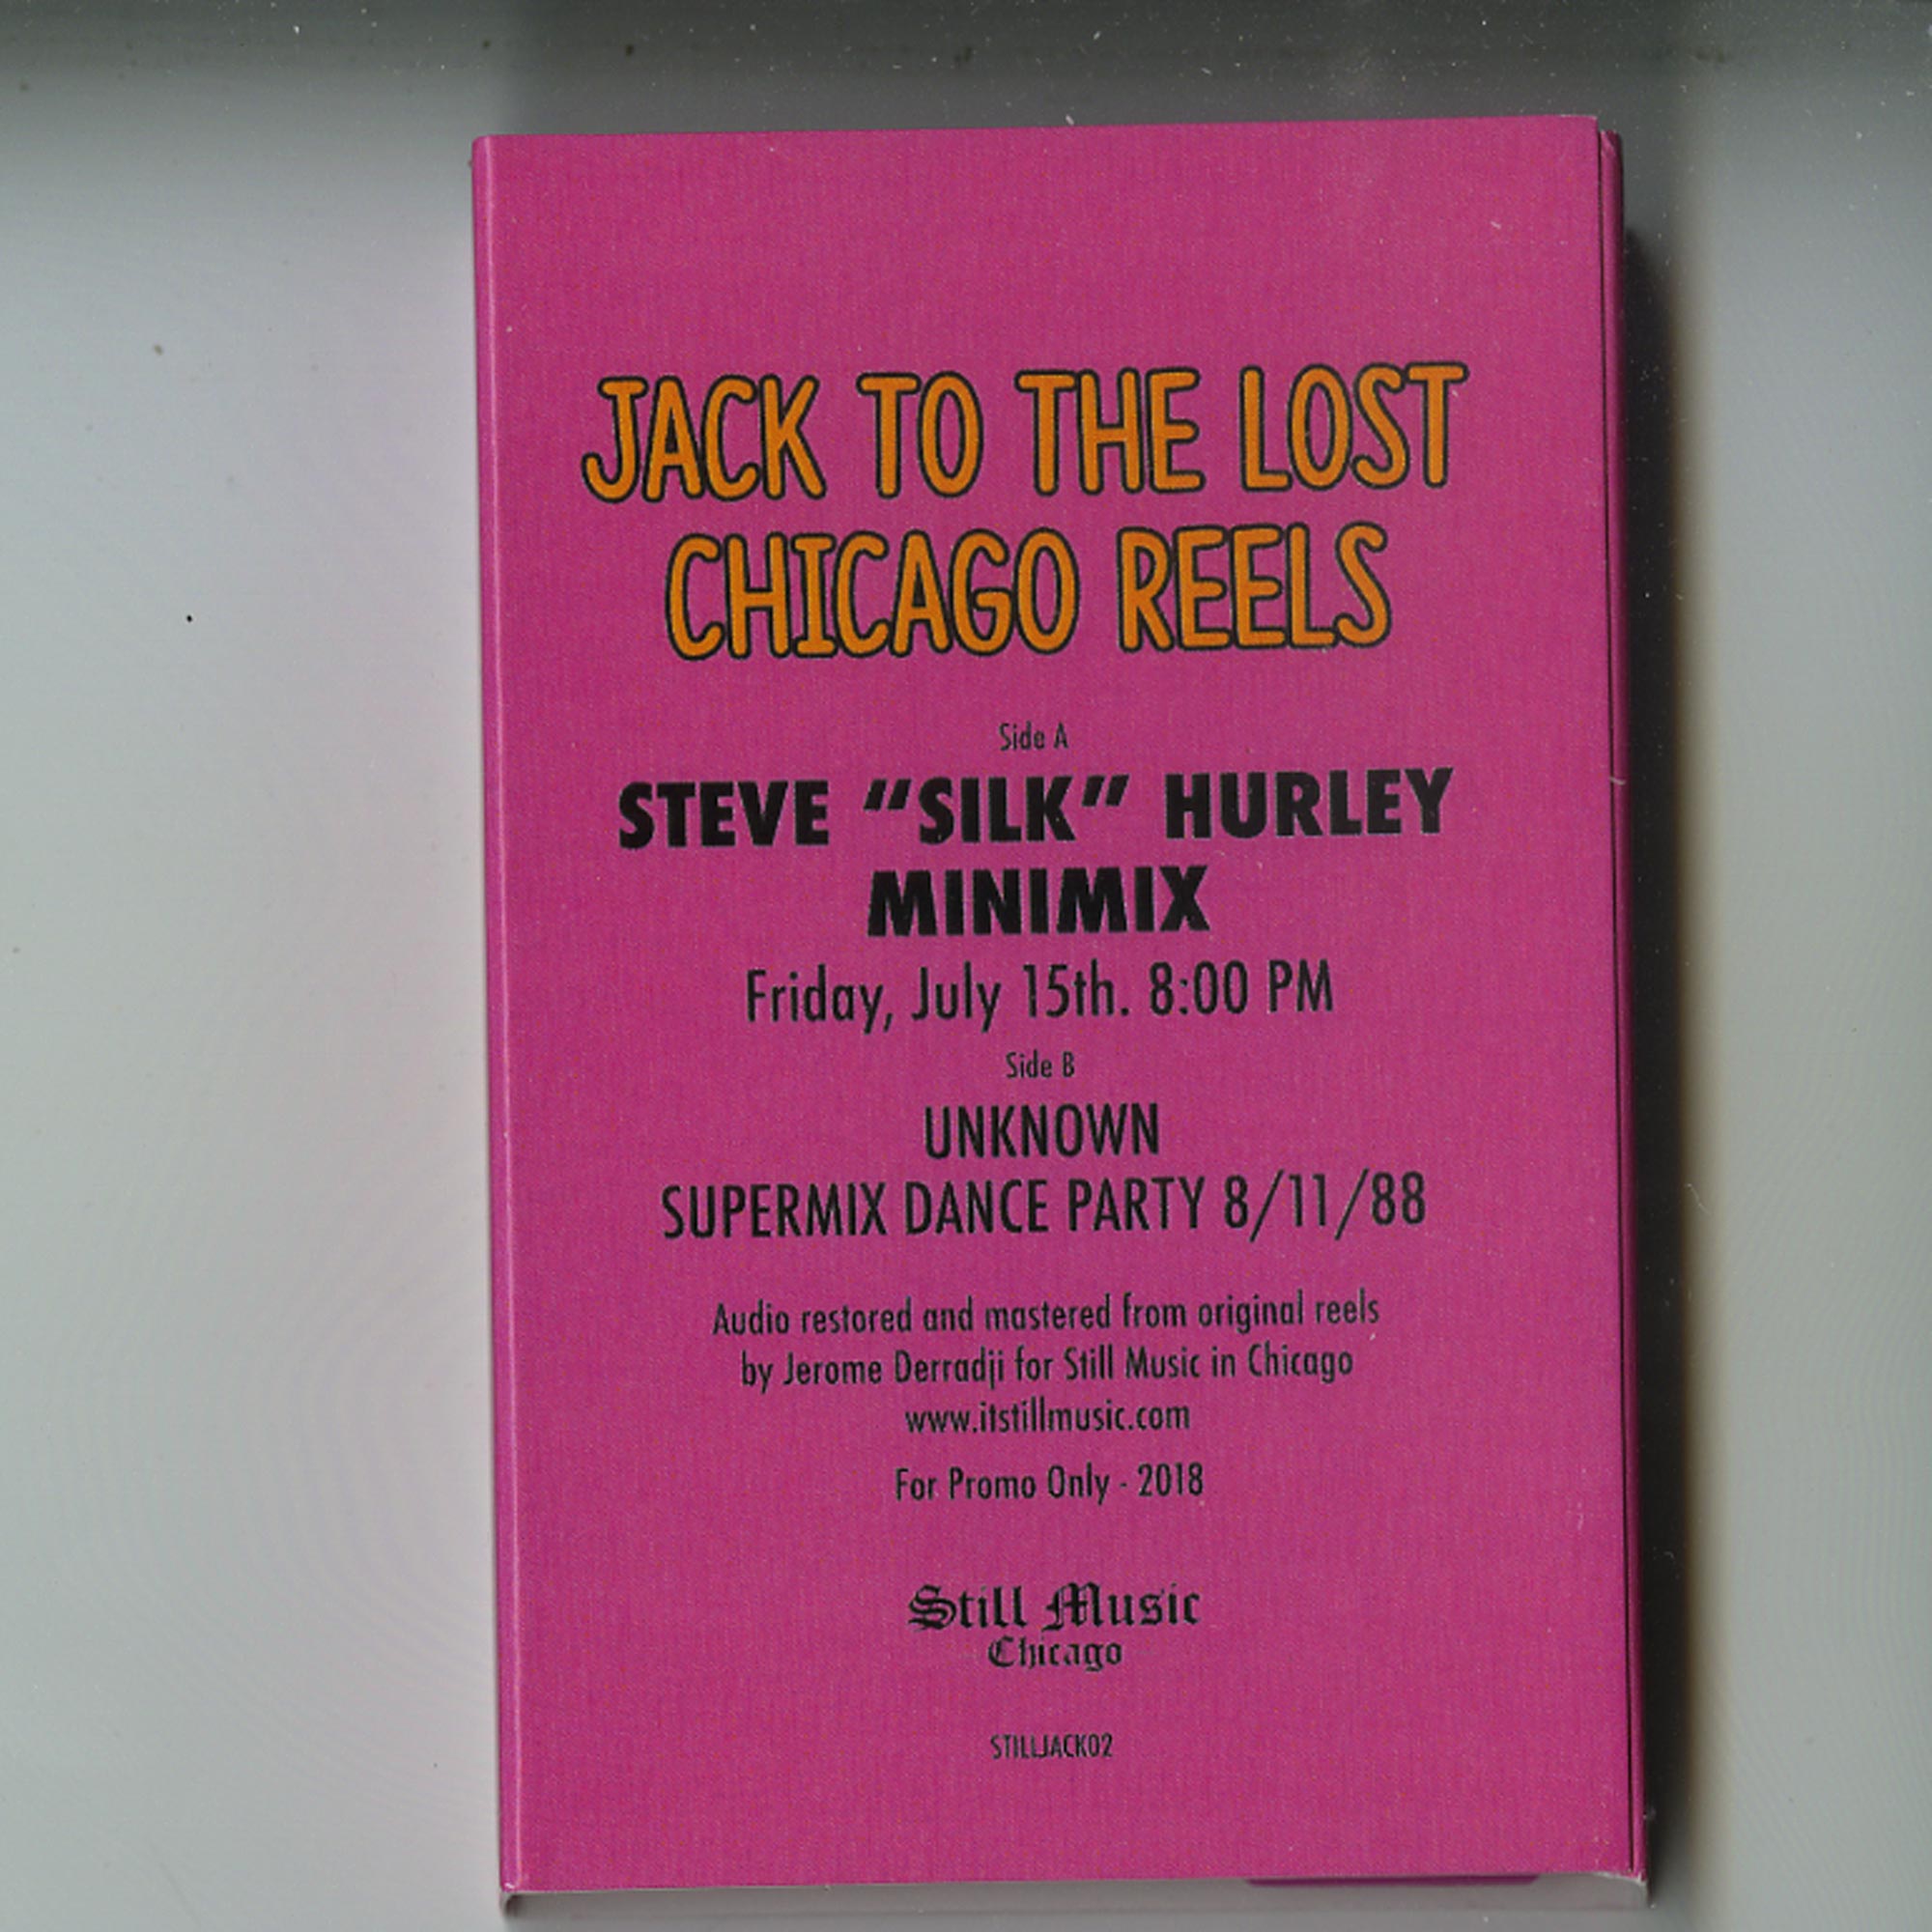 JACK TO THE LOST
CHICAGO REELS
Side A
STEVE "SILK" HURLEY
MINIMIX
Friday, July 15th. 8:00 PM
Side B
UNKNOWN
SUPERMIX DANCE PARTY 8/11/88
Audio restored and mastered from original reels
by Jerome Derradji for Still Music in Chicago
www.itstillmusic.com
For Promo Only - 2018
Still Music
Chicago
STILLJACK02